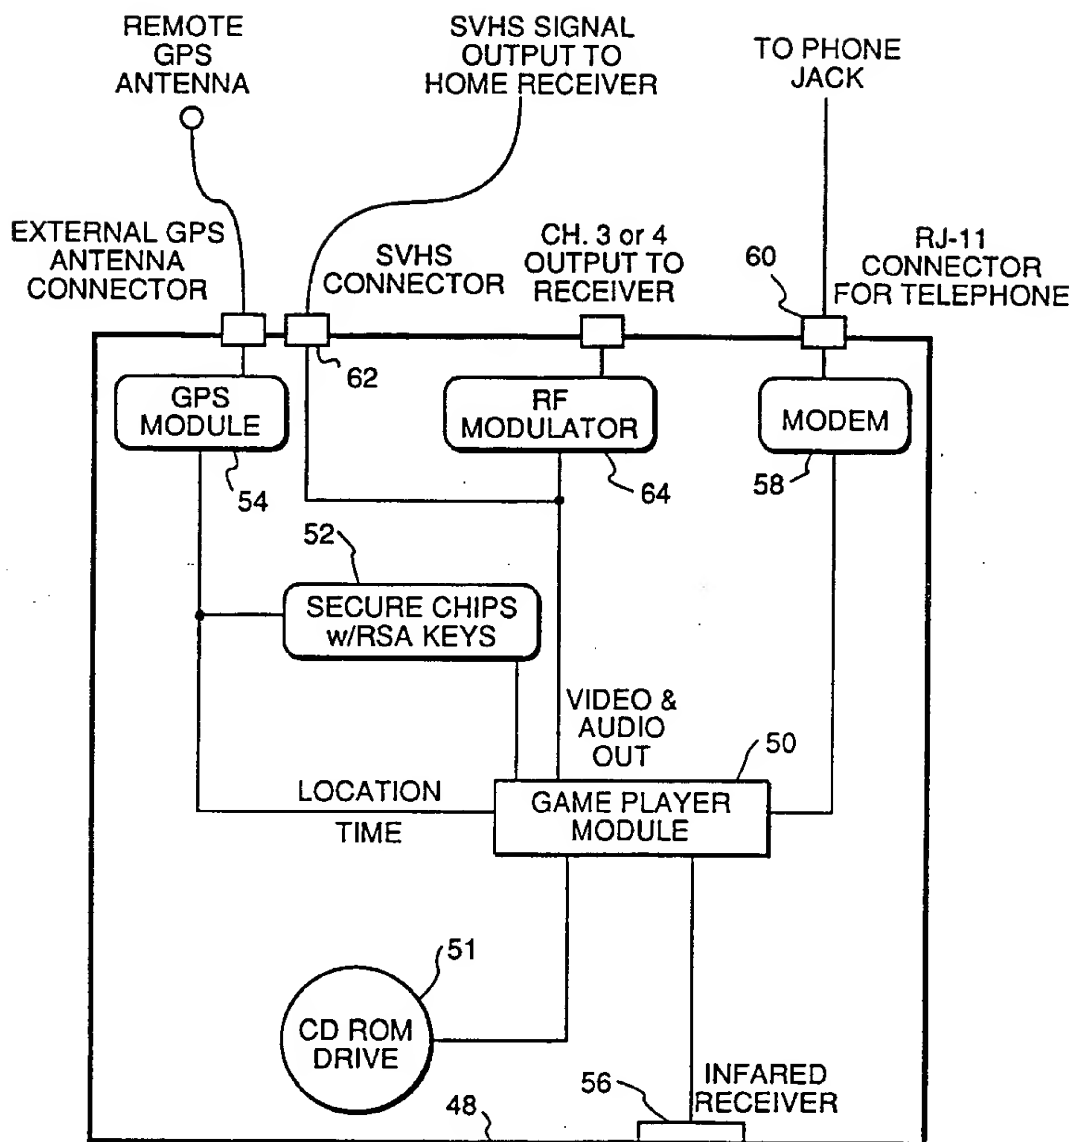 REMOTE
GPS
ANTENNA
SVHS SIGNAL
OUTPUT TO
HOME RECEIVER
TO PHONE
JACK
EXTERNAL GPS
ANTENNA
CONNECTOR
SVHS
CONNECTOR
CH. 3 or 4
OUTPUT TO
RECEIVER
60
RJ-11
CONNECTOR
FOR TELEPHONE
62
GPS
MODULE
54
RF
MODULATOR
64
MODEM
58
52
SECURE CHIPS
w/RSA KEYS
VIDEO &
AUDIO
OUT
50
LOCATION
TIME
GAME PLAYER
MODULE
51
CD ROM
DRIVE
56
INFARED
RECEIVER
48